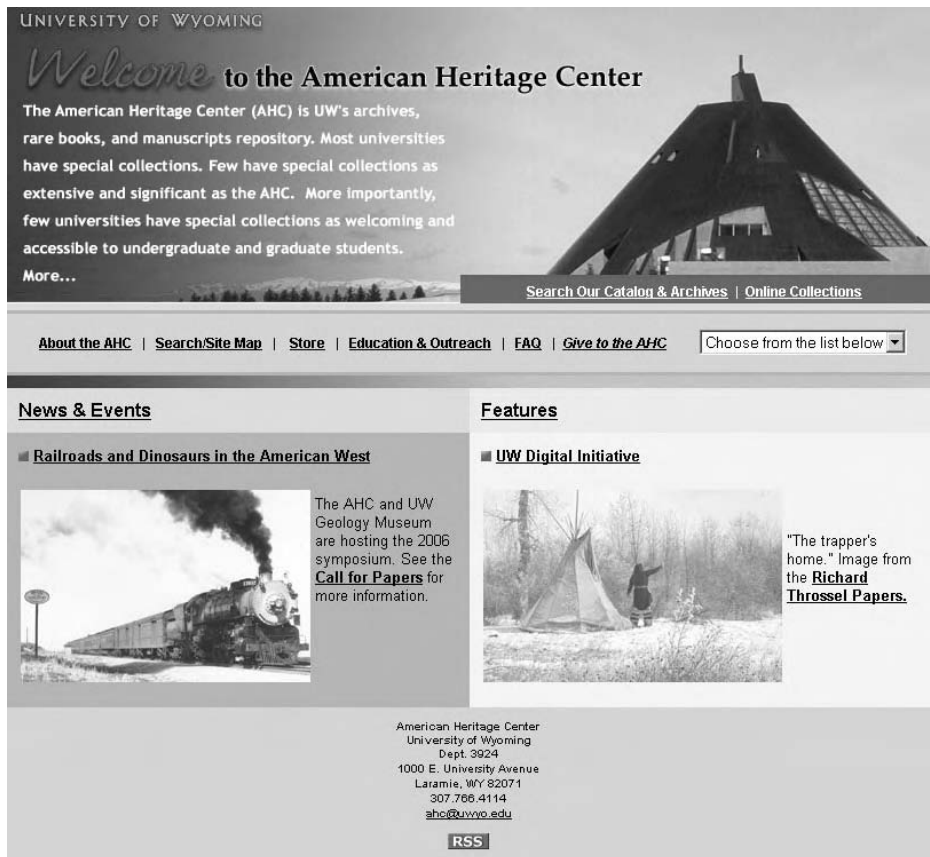 UNIVERSITY OF WYOMING
Welcome to the American Heritage Center
The American Heritage Center (AHC) is UW's archives,
rare books, and manuscripts repository. Most universities
have special collections. Few have special collections as
extensive and significant as the AHC. More importantly,
few universities have special collections as welcoming and
accessible to undergraduate and graduate students.
More...
Search Our Catalog & Archives | Online Collections
About the AHC | Search/Site Map | Store | Education & Outreach | FAQ | Give to the AHC
Choose from the list below
News & Events
Railroads and Dinosaurs in the American West
The AHC and UW
Geology Museum
are hosting the 2006
symposium. See the
Call for Papers for
more information.
Features
UW Digital Initiative
"The trapper's
home." Image from
the Richard
Throssel Papers.
American Heritage Center
University of Wyoming
Dept. 3924
1000 E. University Avenue
Laramie, WY 82071
307.766.4114
ahc@uwyo.edu
RSS